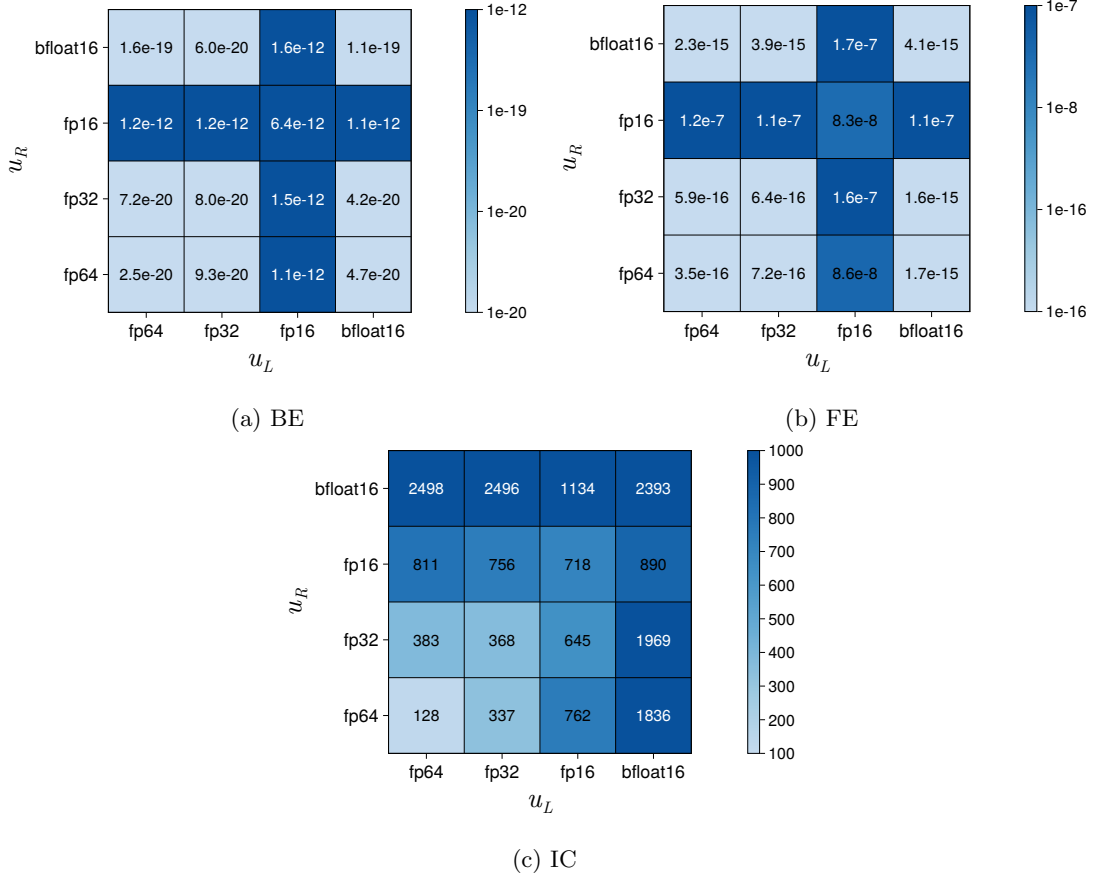 bfloat16 1.6e-19 6.0e-20 1.6e-12 1.1e-19
fp16 1.2e-12 1.2e-12 6.4e-12 1.1e-12
fp32 7.2e-20 8.0e-20 1.5e-12 4.2e-20
fp64 2.5e-20 9.3e-20 1.1e-12 4.7e-20
fp64 fp32 fp16 bfloat16
u_R
u_L
1e-12
1e-19
1e-20
1e-20
(a) BE
bfloat16 2.3e-15 3.9e-15 1.7e-7 4.1e-15
fp16 1.2e-7 1.1e-7 8.3e-8 1.1e-7
fp32 5.9e-16 6.4e-16 1.6e-7 1.6e-15
fp64 3.5e-16 7.2e-16 8.6e-8 1.7e-15
fp64 fp32 fp16 bfloat16
u_R
u_L
1e-7
1e-8
1e-16
1e-16
(b) FE
bfloat16 2498 2496 1134 2393
fp16 811 756 718 890
fp32 383 368 645 1969
fp64 128 337 762 1836
fp64 fp32 fp16 bfloat16
u_R
u_L
1000
900
800
700
600
500
400
300
200
100
(c) IC